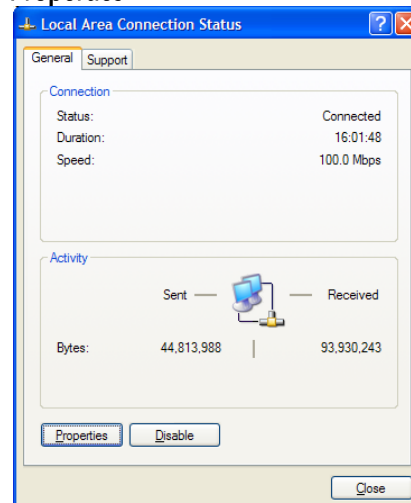 Local Area Connection Status
General Support
Connection
Status: Connected
Duration: 16:01:48
Speed: 100.0 Mbps
Activity
Sent Received
Bytes: 44,813,988 93,930,243
Properties Disable
Close